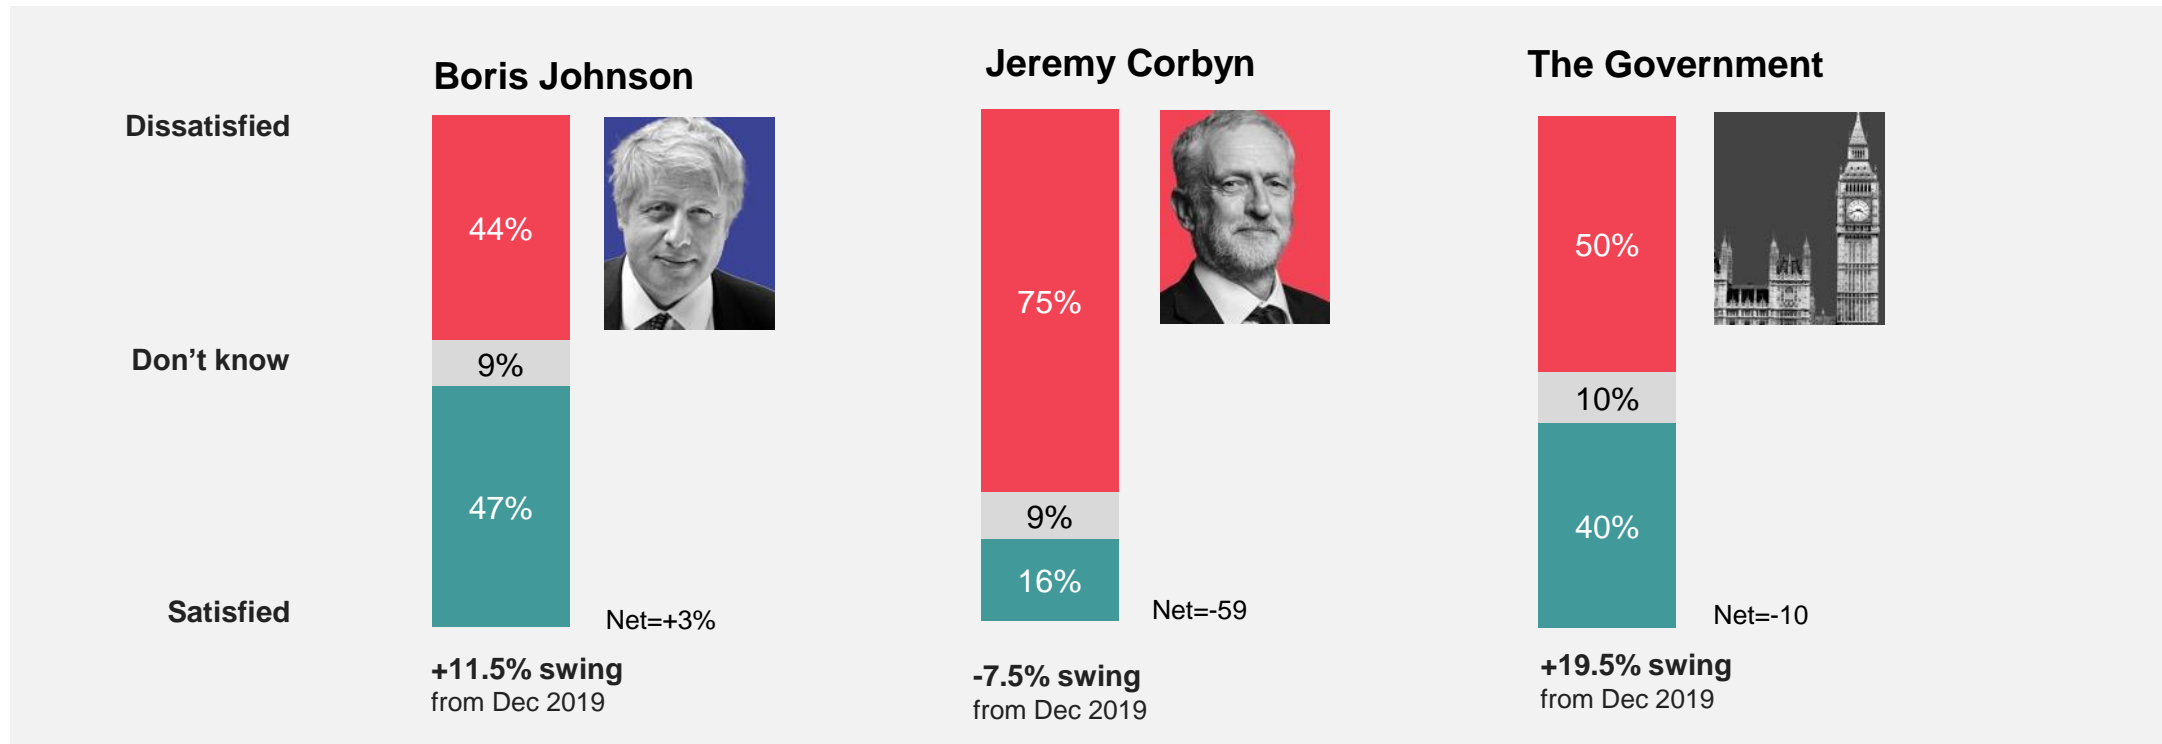 Boris Johnson
Jeremy Corbyn
The Government
Dissatisfied
Don’t know
Satisfied
44%
9%
47%
Net=+3%
+11.5% swing
from Dec 2019
75%
9%
16%
Net=-59
-7.5% swing
from Dec 2019
50%
10%
40%
Net=-10
+19.5% swing
from Dec 2019